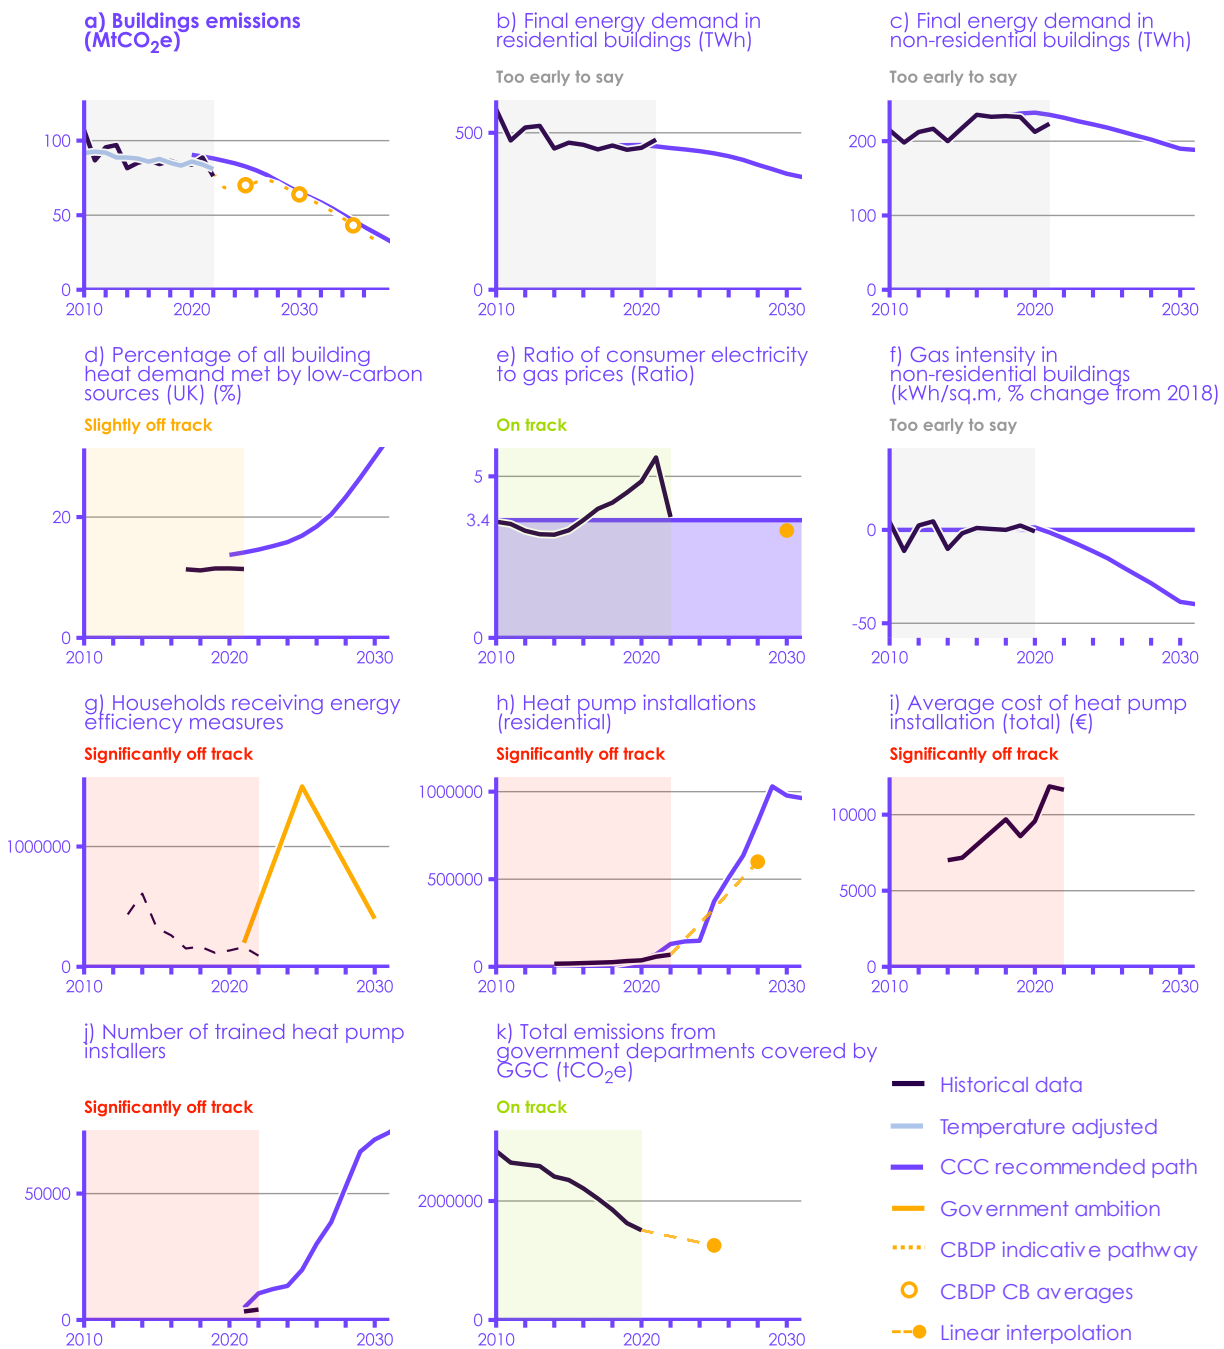 a) Buildings emissions
(MtCO₂e)
100
50
0
2010 2020 2030
b) Final energy demand in
residential buildings (TWh)
Too early to say
500
0
2010 2020 2030
c) Final energy demand in
non-residential buildings (TWh)
Too early to say
200
100
0
2010 2020 2030
d) Percentage of all building
heat demand met by low-carbon
sources (UK) (%)
Slightly off track
20
0
2010 2020 2030
e) Ratio of consumer electricity
to gas prices (Ratio)
On track
5
3.4
0
2010 2020 2030
f) Gas intensity in
non-residential buildings
(kWh/sq.m, % change from 2018)
Too early to say
0
-50
2010 2020 2030
g) Households receiving energy
efficiency measures
Significantly off track
1000000
0
2010 2020 2030
h) Heat pump installations
(residential)
Significantly off track
1000000
500000
0
2010 2020 2030
i) Average cost of heat pump
installation (total) (€)
Significantly off track
10000
5000
0
2010 2020 2030
j) Number of trained heat pump
installers
Significantly off track
50000
0
2010 2020 2030
k) Total emissions from
government departments covered by
GGC (tCO₂e)
On track
2000000
0
2010 2020 2030
Historical data
Temperature adjusted
CCC recommended path
Government ambition
CBDP indicative pathway
CBDP CB averages
Linear interpolation